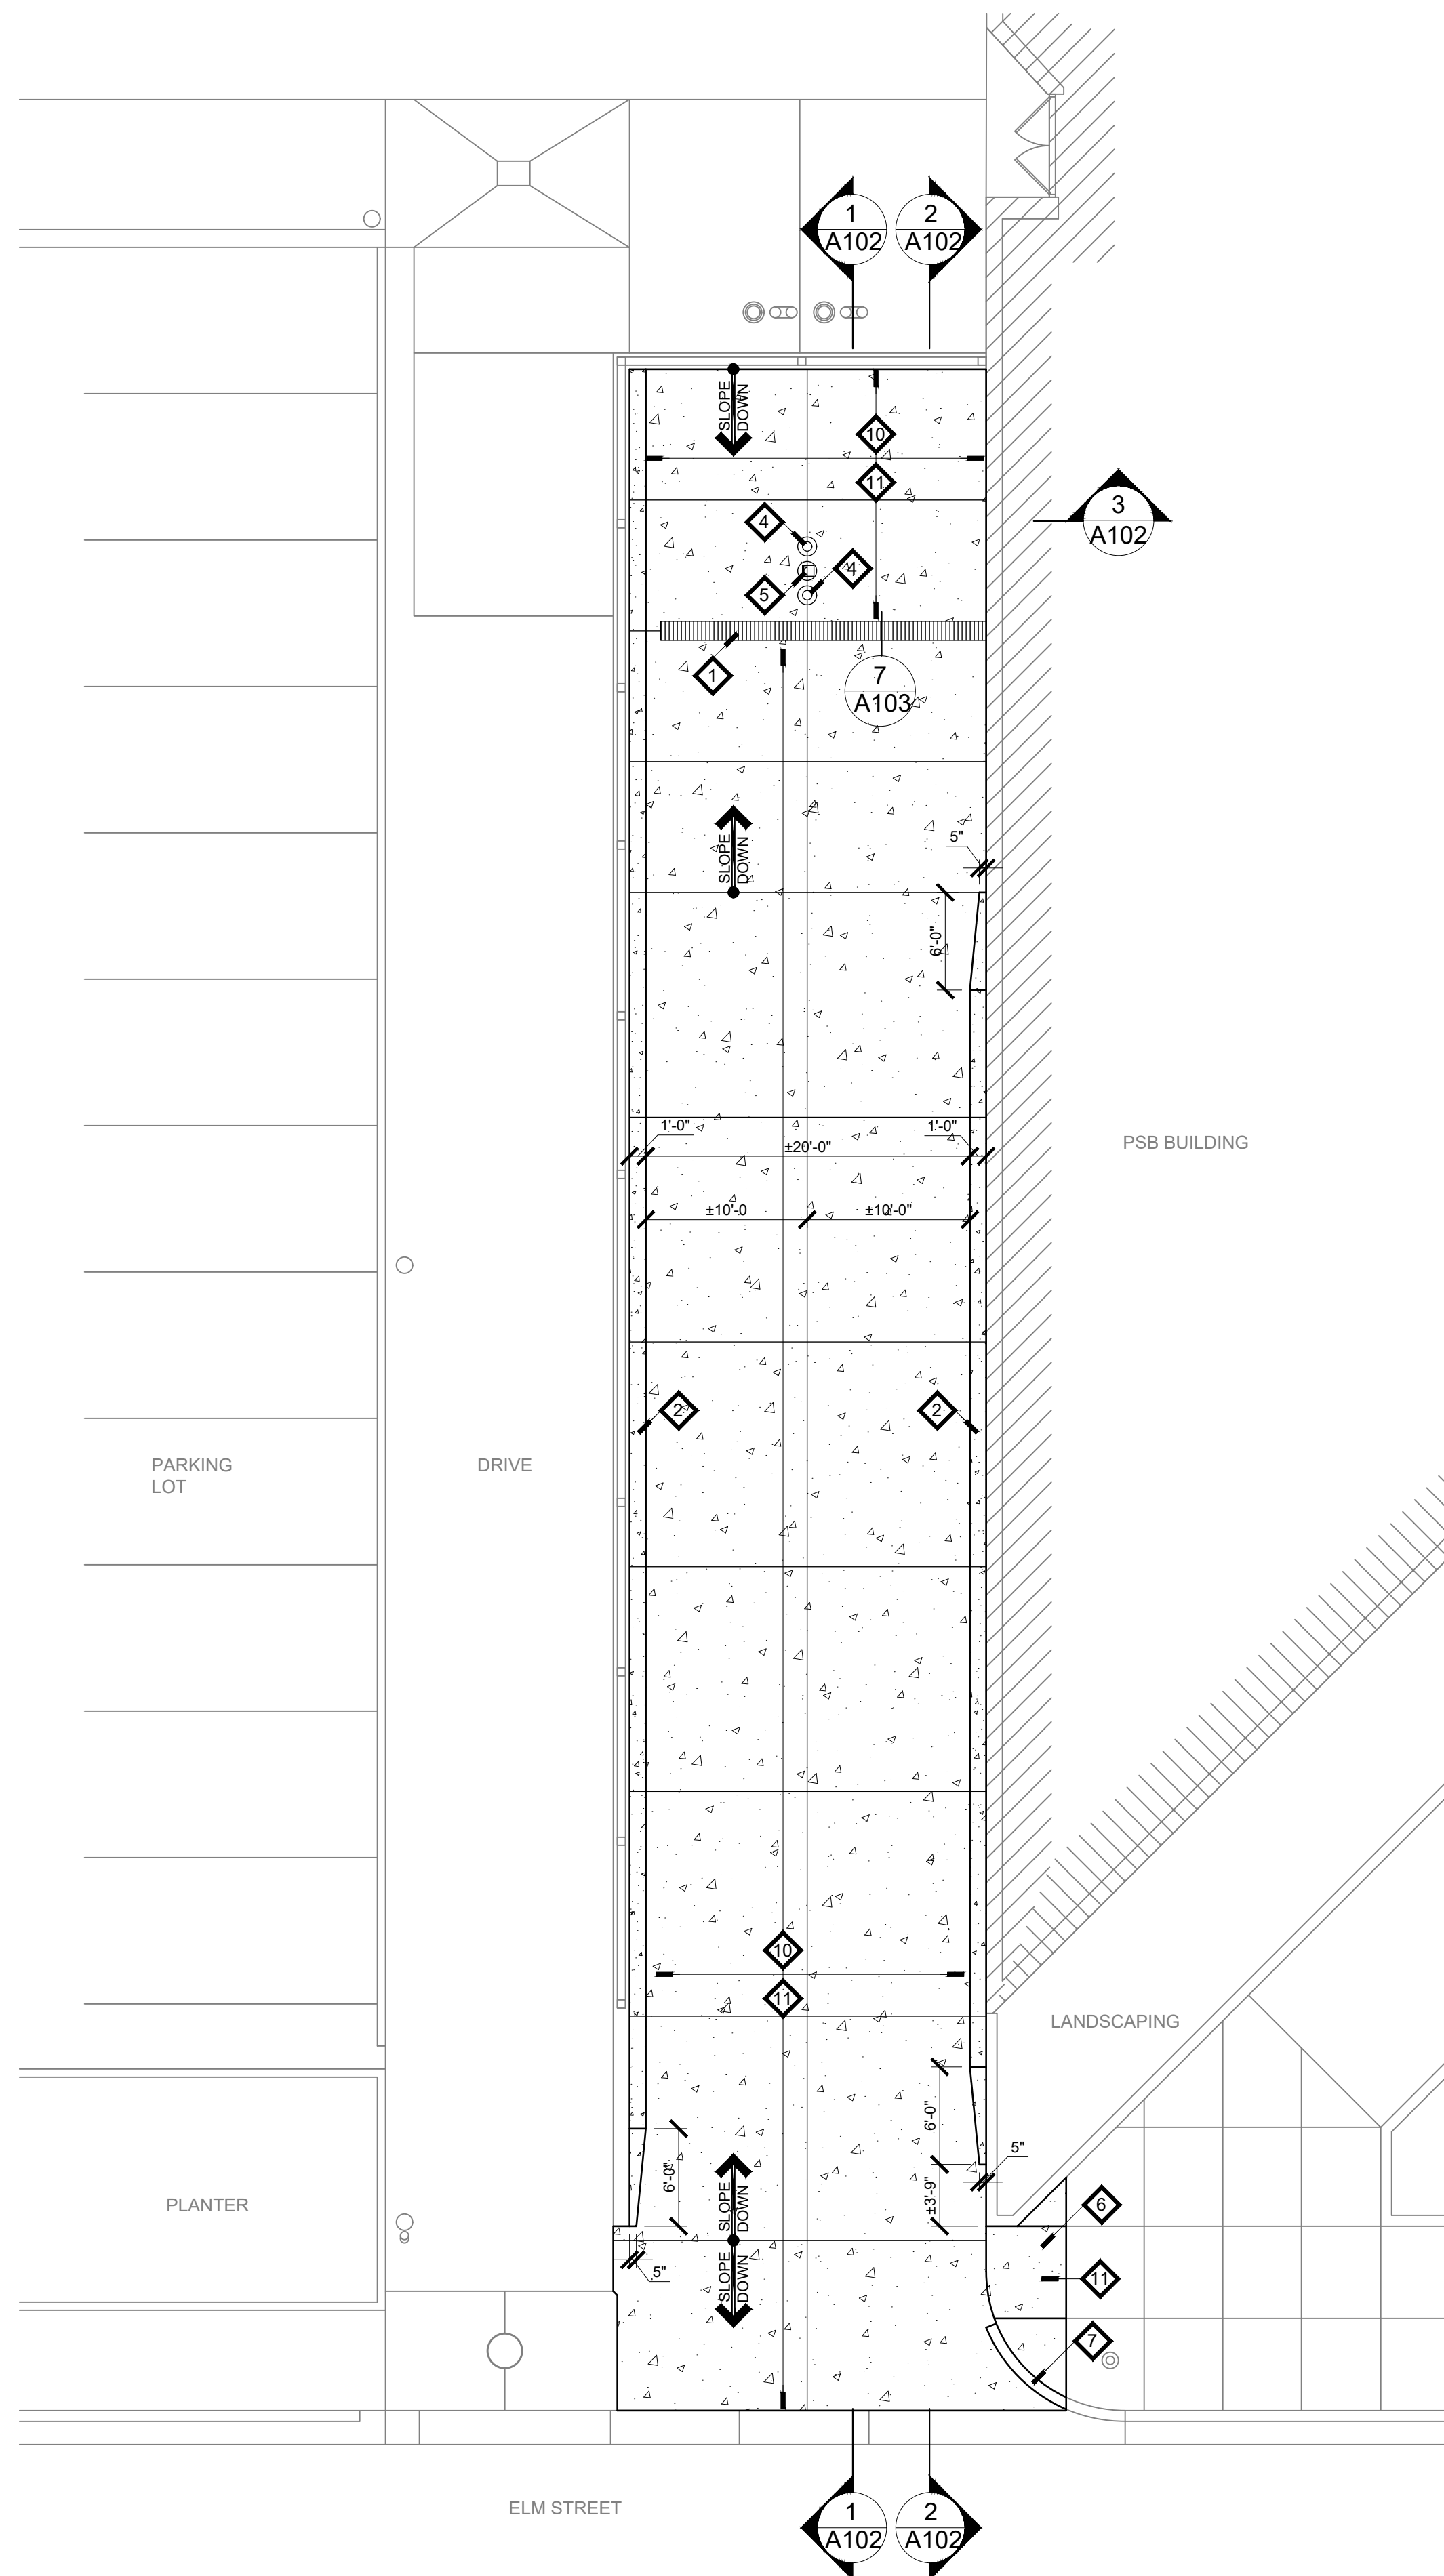 1
A102
2
A102
SLOPE
DOWN
10
11
4
3
A102
4
5
1
7
A103
SLOPE
DOWN
5"
6'-0"
1'-0"
±20'-0"
1'-0"
PSB BUILDING
±10'-0
±10'-0"
2
2
PARKING
LOT
DRIVE
10
11
LANDSCAPING
6'-0"
5"
6'-0"
SLOPE
DOWN
±3'-9"
PLANTER
6
SLOPE
DOWN
5"
11
7
ELM STREET
1
A102
2
A102